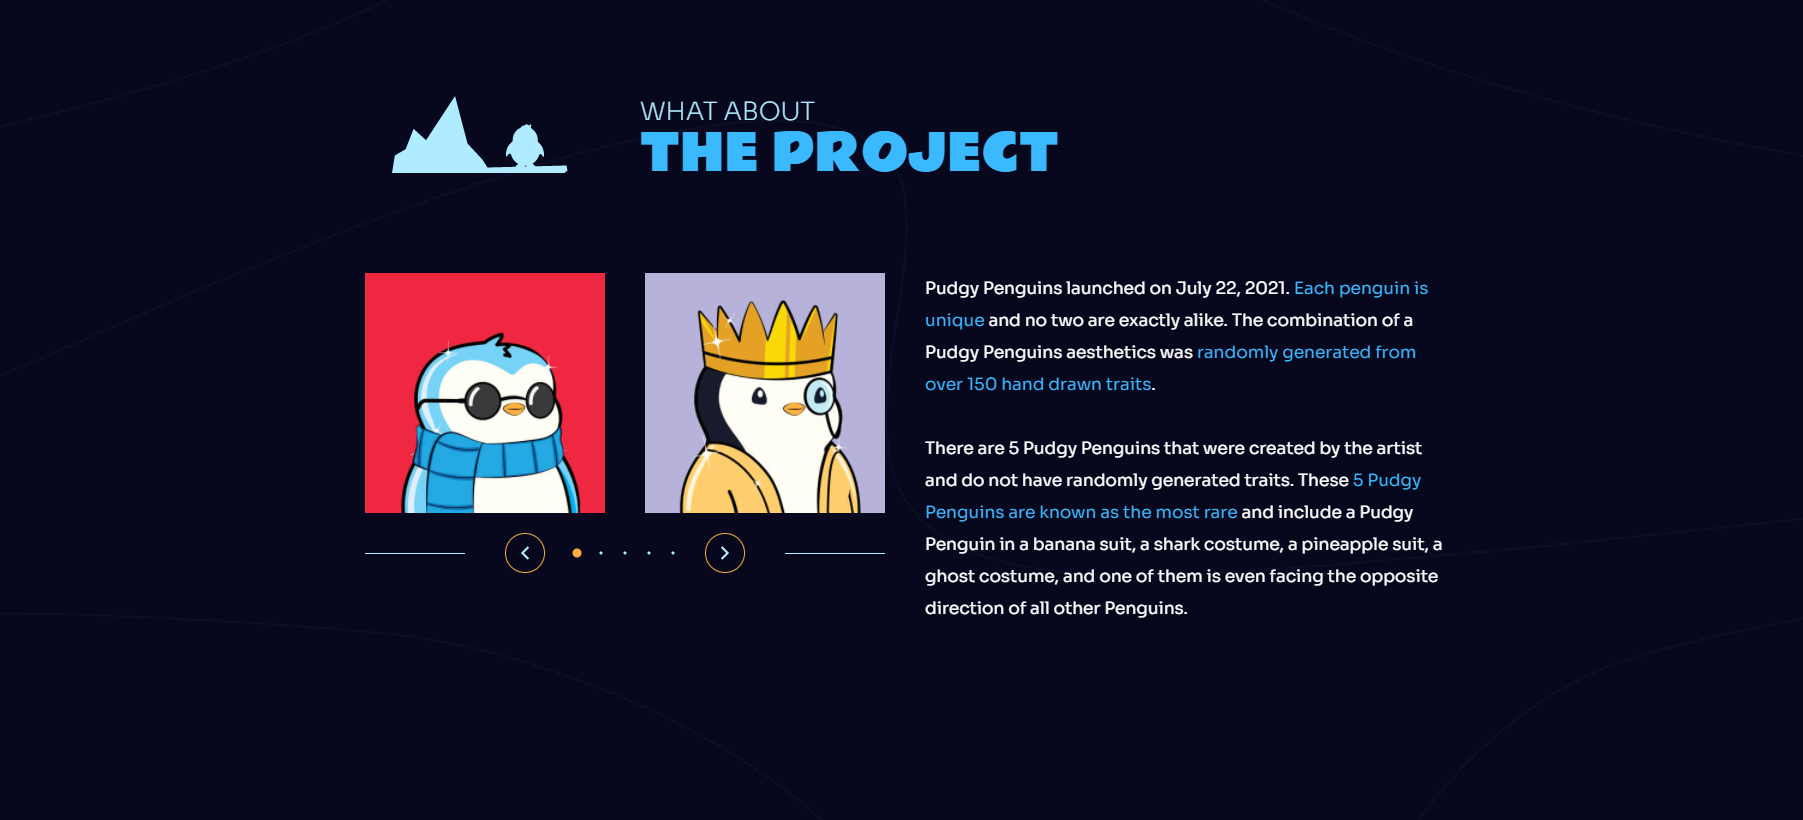 WHAT ABOUT
THE PROJECT
Pudgy Penguins launched on July 22, 2021. Each penguin is
unique and no two are exactly alike. The combination of a
Pudgy Penguins aesthetics was randomly generated from
over 150 hand drawn traits.
There are 5 Pudgy Penguins that were created by the artist
and do not have randomly generated traits. These 5 Pudgy
Penguins are known as the most rare and include a Pudgy
Penguin in a banana suit, a shark costume, a pineapple suit, a
ghost costume, and one of them is even facing the opposite
direction of all other Penguins.